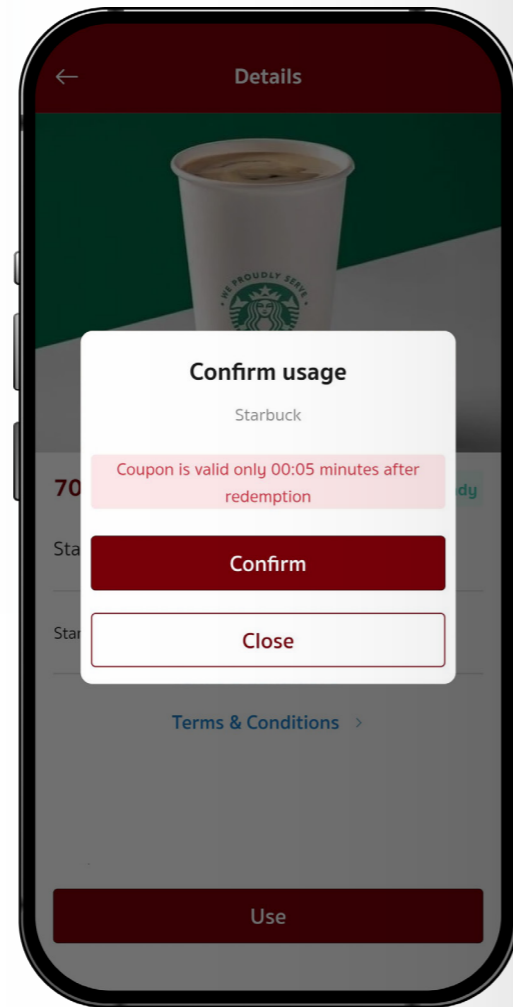 Details
WE PROUDLY SERVE
Confirm usage
Starbuck
Coupon is valid only 00:05 minutes after
redemption
70
Confirm
Close
Terms & Conditions >
Use